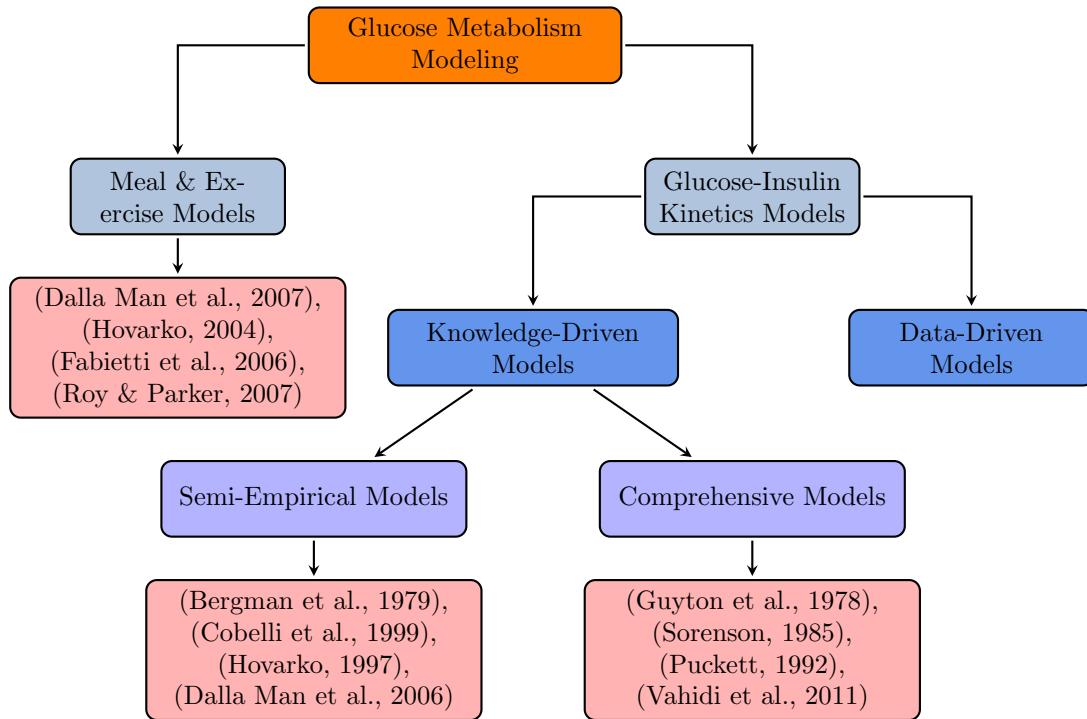 Glucose Metabolism
Modeling
Meal & Ex-
ercise Models
Glucose-Insulin
Kinetics Models
(Dalla Man et al., 2007),
(Hovarko, 2004),
(Fabietti et al., 2006),
(Roy & Parker, 2007)
Knowledge-Driven
Models
Data-Driven
Models
Semi-Empirical Models
Comprehensive Models
(Bergman et al., 1979),
(Cobelli et al., 1999),
(Hovarko, 1997),
(Dalla Man et al., 2006)
(Guyton et al., 1978),
(Sorenson, 1985),
(Puckett, 1992),
(Vahidi et al., 2011)